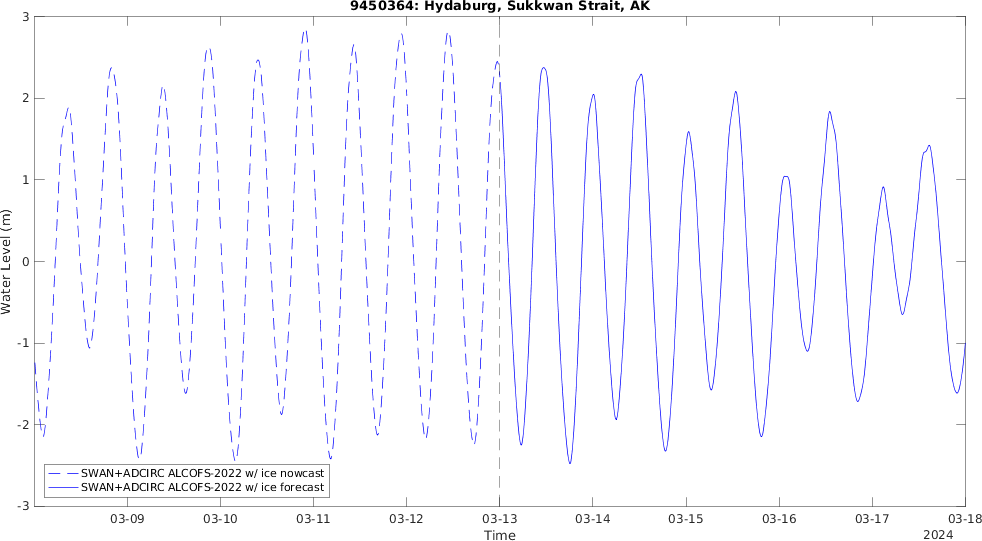 9450364: Hydaburg, Sukkwan Strait, AK
3
2
1
0
-1
-2
-3
Water Level (m)
SWAN+ADCIRC ALCOFS-2022 w/ ice nowcast
SWAN+ADCIRC ALCOFS-2022 w/ ice forecast
03-09 03-10 03-11 03-12 03-13 03-14 03-15 03-16 03-17 03-18
Time
2024